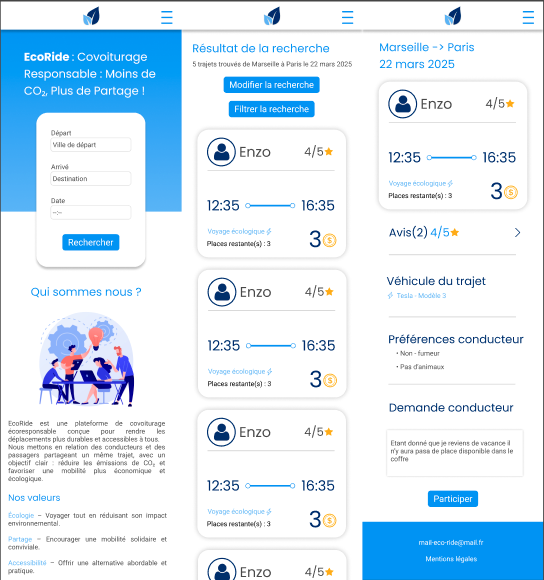 EcoRide : Covoiturage
Responsable : Moins de
CO₂, Plus de Partage !
Départ
Ville de départ
Arrivé
Destination
Date
--:--
Rechercher
Qui sommes nous ?
EcoRide est une plateforme de covoiturage
écoresponsable conçue pour rendre les
déplacements plus durables et accessibles à tous.
Nous mettons en relation des conducteurs et des
passagers partageant un même trajet, avec un
objectif clair : réduire les émissions de CO₂ et
favoriser une mobilité plus économique et
écologique.
Nos valeurs
Écologie – Voyager tout en réduisant son impact
environnemental.
Partage – Encourager une mobilité solidaire et
conviviale.
Accessibilité – Offrir une alternative abordable et
pratique.
Résultat de la recherche
5 trajets trouvés de Marseille à Paris le 22 mars 2025
Modifier la recherche
Filtrer la recherche
Enzo 4/5
12:35 16:35
Voyage écologique
Places restante(s) : 3
3
Enzo 4/5
12:35 16:35
Voyage écologique
Places restante(s) : 3
3
Enzo 4/5
12:35 16:35
Voyage écologique
Places restante(s) : 3
3
Enzo 4/5
Marseille -> Paris
22 mars 2025
Enzo 4/5
12:35 16:35
Voyage écologique
Places restante(s) : 3
3
Avis(2) 4/5
Véhicule du trajet
Tesla - Modèle 3
Préférences conducteur
• Non - fumeur
• Pas d'animaux
Demande conducteur
Etant donné que je reviens de vacance il
n'y aura pasa de place disponible dans le
coffre
Participer
mail-eco-ride@mail.fr
Mentions légales